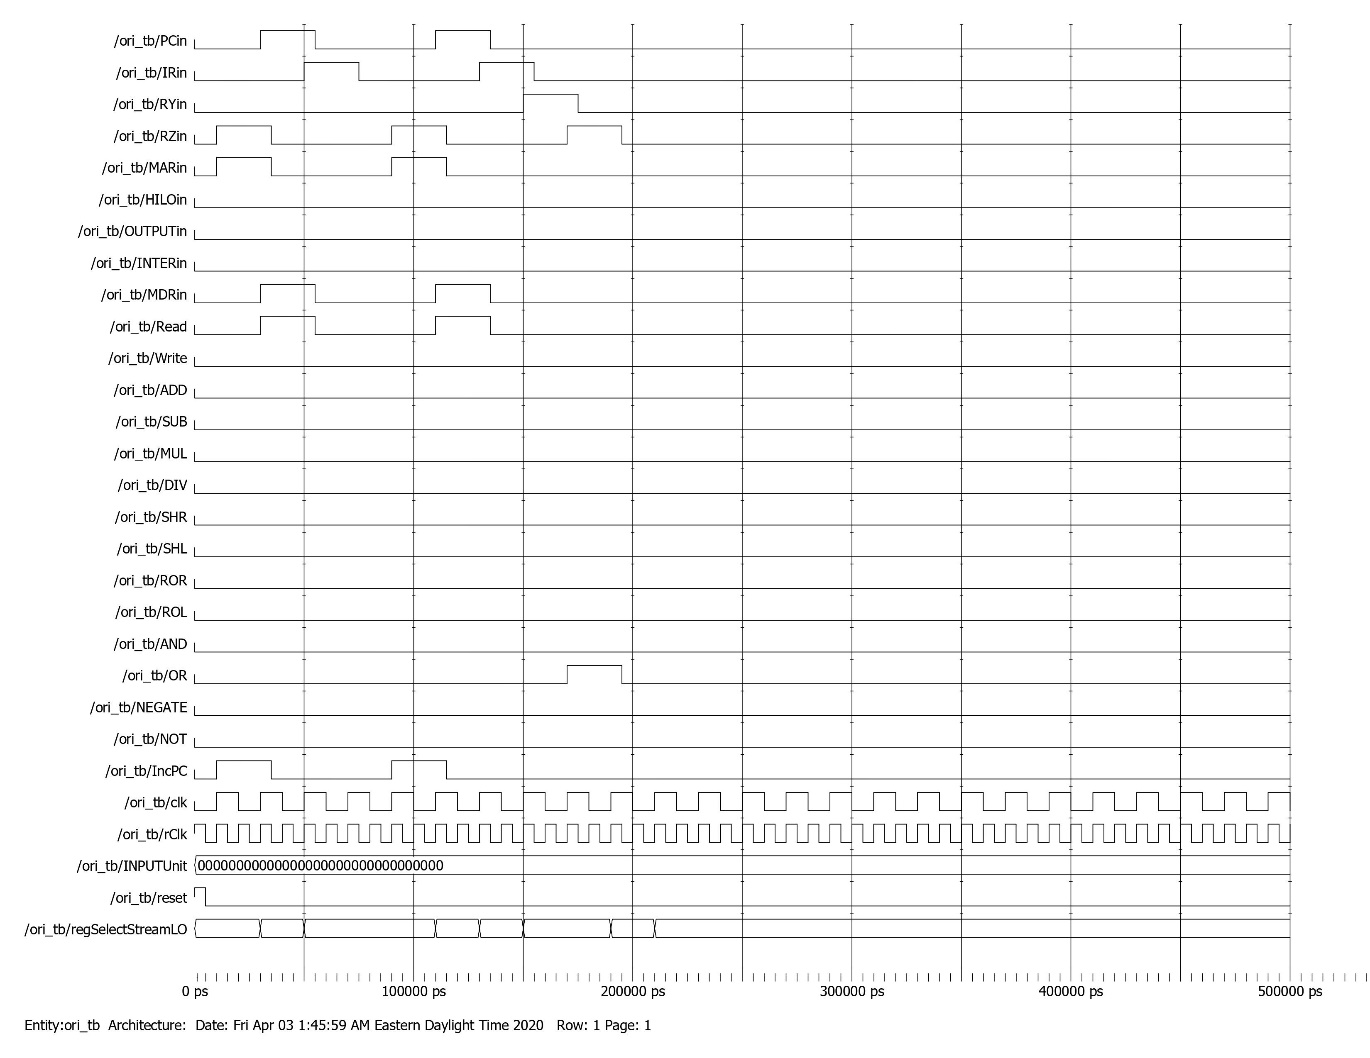 /ori_tb/PCin
/ori_tb/IRin
/ori_tb/RYin
/ori_tb/RZin
/ori_tb/MARin
/ori_tb/HILOin
/ori_tb/OUTPUTin
/ori_tb/INTERin
/ori_tb/MDRin
/ori_tb/Read
/ori_tb/Write
/ori_tb/ADD
/ori_tb/SUB
/ori_tb/MUL
/ori_tb/DIV
/ori_tb/SHR
/ori_tb/SHL
/ori_tb/ROR
/ori_tb/ROL
/ori_tb/AND
/ori_tb/OR
/ori_tb/NEGATE
/ori_tb/NOT
/ori_tb/IncPC
/ori_tb/clk
/ori_tb/rClk
/ori_tb/INPUTUnit 00000000000000000000000000000000
/ori_tb/reset
/ori_tb/regSelectStreamLO
0 ps 100000 ps 200000 ps 300000 ps 400000 ps 500000 ps
Entity:ori_tb Architecture: Date: Fri Apr 03 1:45:59 AM Eastern Daylight Time 2020 Row: 1 Page: 1